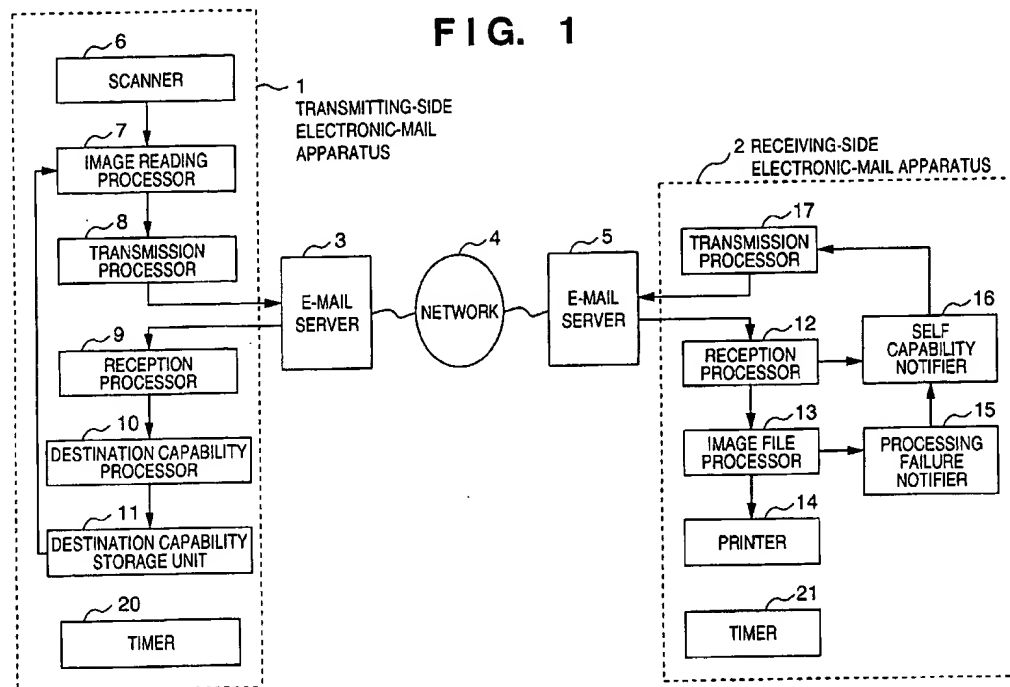 FIG. 1
6
SCANNER
7
IMAGE READING
PROCESSOR
8
TRANSMISSION
PROCESSOR
9
RECEPTION
PROCESSOR
10
DESTINATION CAPABILITY
PROCESSOR
11
DESTINATION CAPABILITY
STORAGE UNIT
20
TIMER
1
TRANSMITTING-SIDE
ELECTRONIC-MAIL
APPARATUS
3
E-MAIL
SERVER
4
NETWORK
5
E-MAIL
SERVER
2 RECEIVING-SIDE
ELECTRONIC-MAIL APPARATUS
17
TRANSMISSION
PROCESSOR
16
SELF
CAPABILITY
NOTIFIER
12
RECEPTION
PROCESSOR
13
IMAGE FILE
PROCESSOR
15
PROCESSING
FAILURE
NOTIFIER
14
PRINTER
21
TIMER